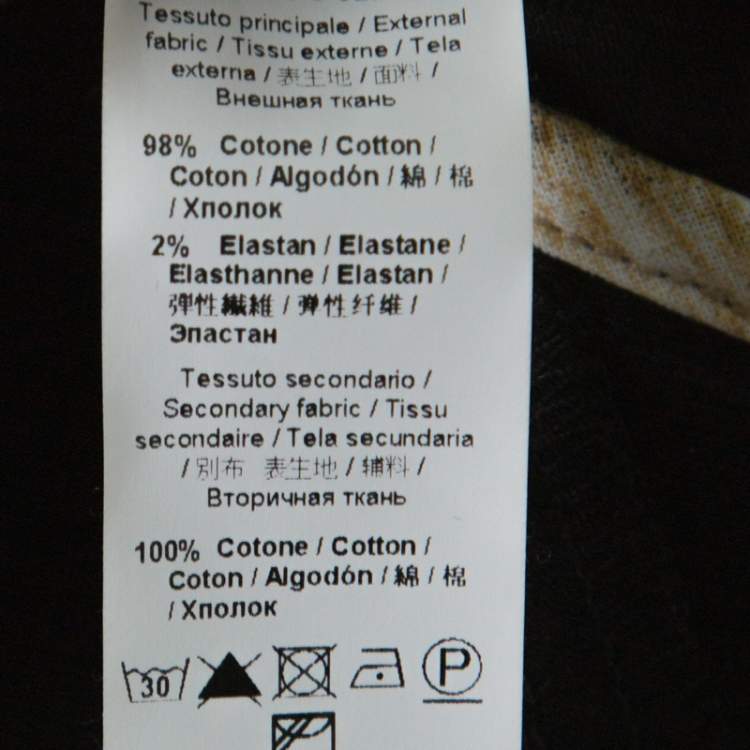 Tessuto principale / External
fabric / Tissu externe / Tela
externa / 表生地 / 面料 /
Внешная ткань
98% Cotone / Cotton /
Coton / Algodón / 綿 / 棉
/ Хполок
2% Elastan / Elastane /
Elasthanne / Elastan /
弾性繊維 / 弹性纤维 /
Эпастан
Tessuto secondario /
Secondary fabric / Tissu
secondaire / Tela secundaria
/ 別布 表生地 / 辅料 /
Вторичная ткань
100% Cotone / Cotton /
Coton / Algodón / 綿 / 棉
/ Хполок
30 P